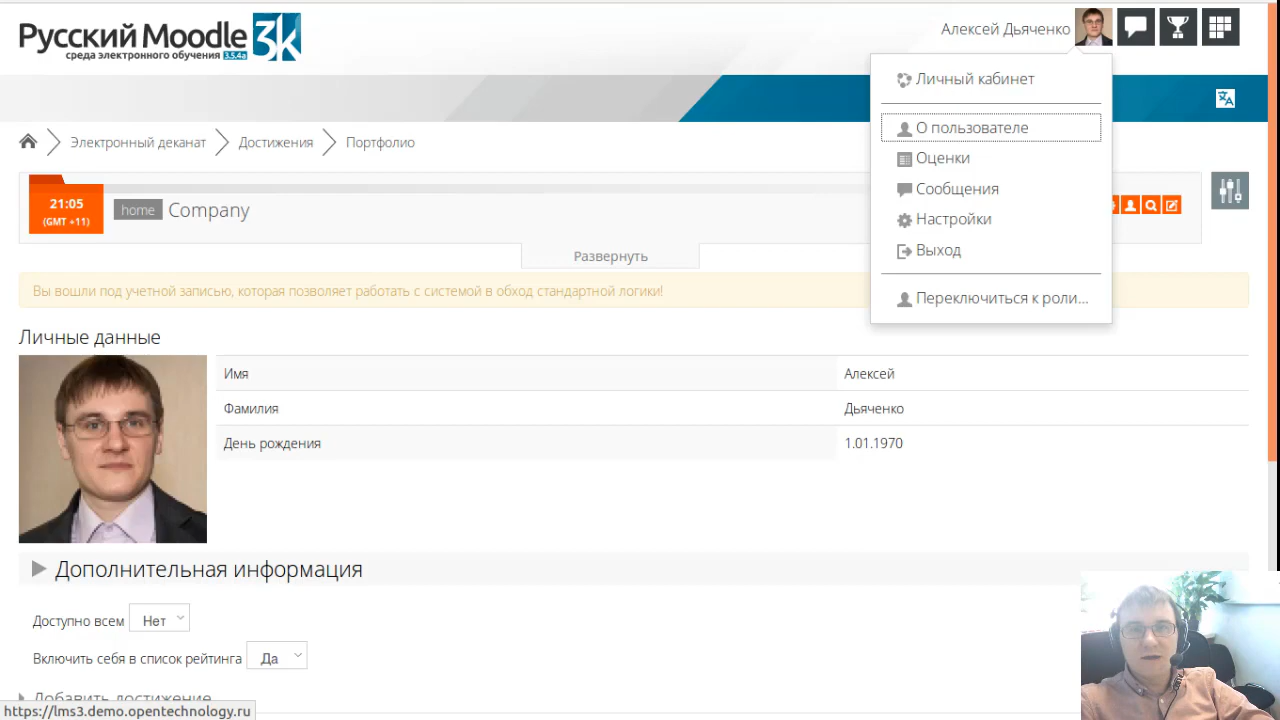 Русский Moodle 3k
среда электронного обучения 3.5.4a
Алексей Дьяченко
Личный кабинет
О пользователе
Оценки
Сообщения
Настройки
Выход
Переключиться к роли...
Электронный деканат
Достижения
Портфолио
21:05
(GMT +11)
home Company
Развернуть
Вы вошли под учетной записью, которая позволяет работать с системой в обход стандартной логики!
Личные данные
Имя Алексей
Фамилия Дьяченко
День рождения 1.01.1970
Дополнительная информация
Доступно всем Нет
Включить себя в список рейтинга Да
Добавить достижение
https://lms3.demo.opentechnology.ru